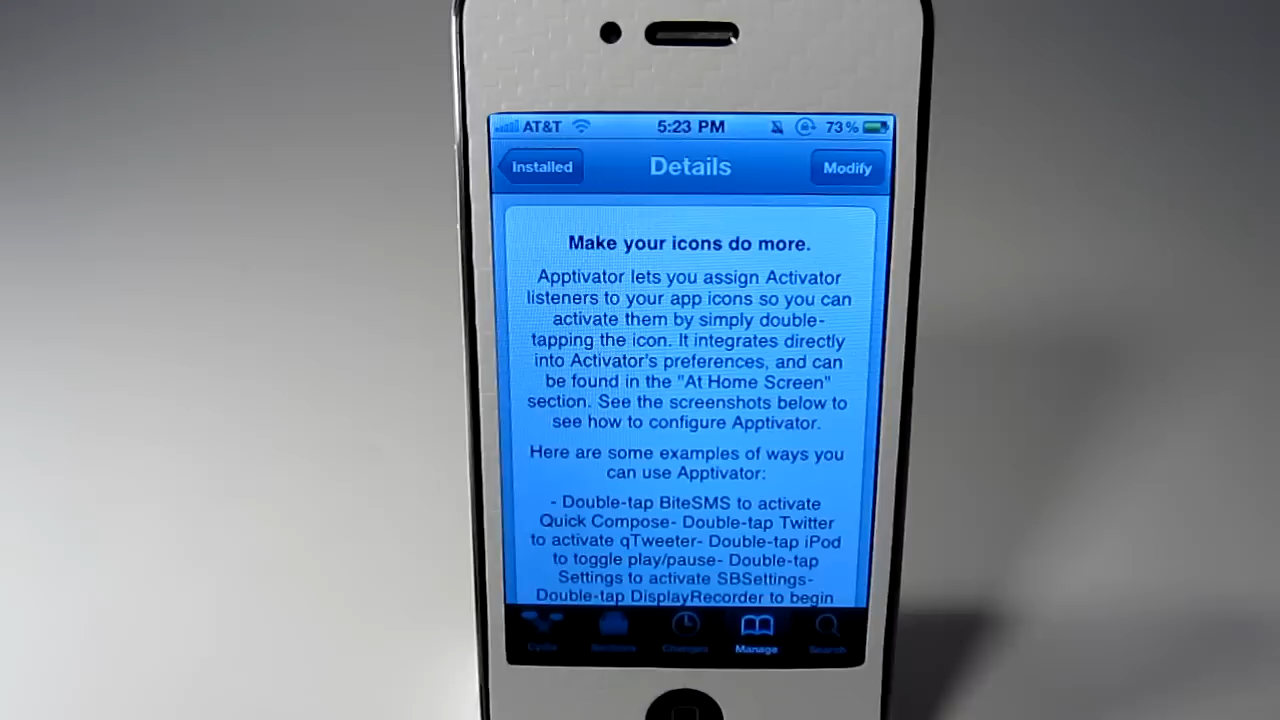 AT&T 5:23 PM 73%
Installed Details Modify
Make your icons do more.
Apptivator lets you assign Activator
listeners to your app icons so you can
activate them by simply double-
tapping the icon. It integrates directly
into Activator's preferences, and can
be found in the "At Home Screen"
section. See the screenshots below to
see how to configure Apptivator.
Here are some examples of ways you
can use Apptivator:
- Double-tap BiteSMS to activate
Quick Compose- Double-tap Twitter
to activate qTweeter- Double-tap iPod
to toggle play/pause- Double-tap
Settings to activate SBSettings-
Double-tap DisplayRecorder to begin
Cydia Sections Changes Manage Search